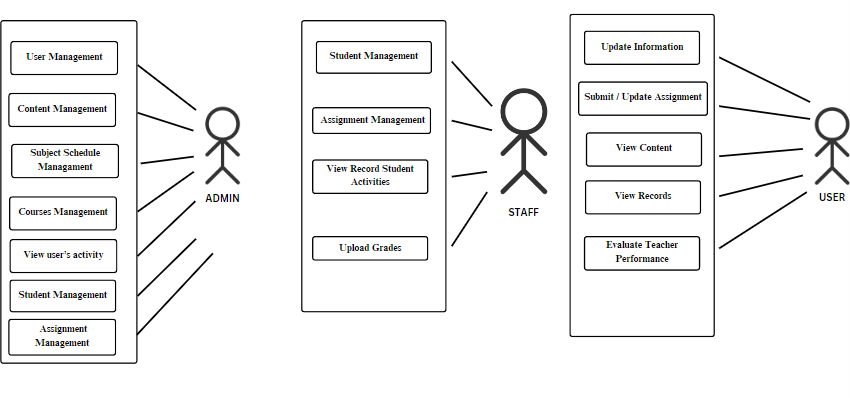 User Management
Content Management
Subject Schedule
Managament
Courses Management
View user's activity
Student Management
Assignment
Management
ADMIN
Student Management
Assignment Management
View Record Student
Activities
Upload Grades
STAFF
Update Information
Submit / Update Assignment
View Content
View Records
Evaluate Teacher
Performance
USER